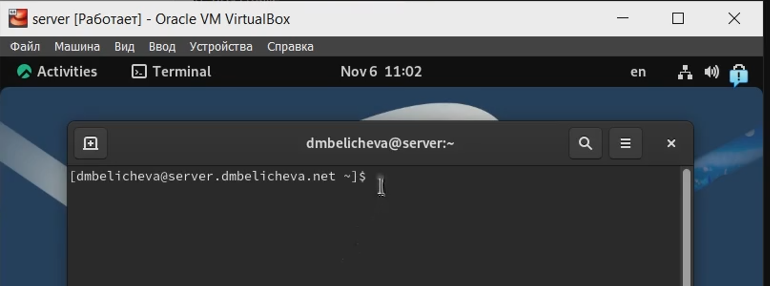 server [Работает] - Oracle VM VirtualBox
Файл Машина Вид Ввод Устройства Справка
Activities Terminal Nov 6 11:02 en
dmbelicheva@server:~
[dmbelicheva@server.dmbelicheva.net ~]$